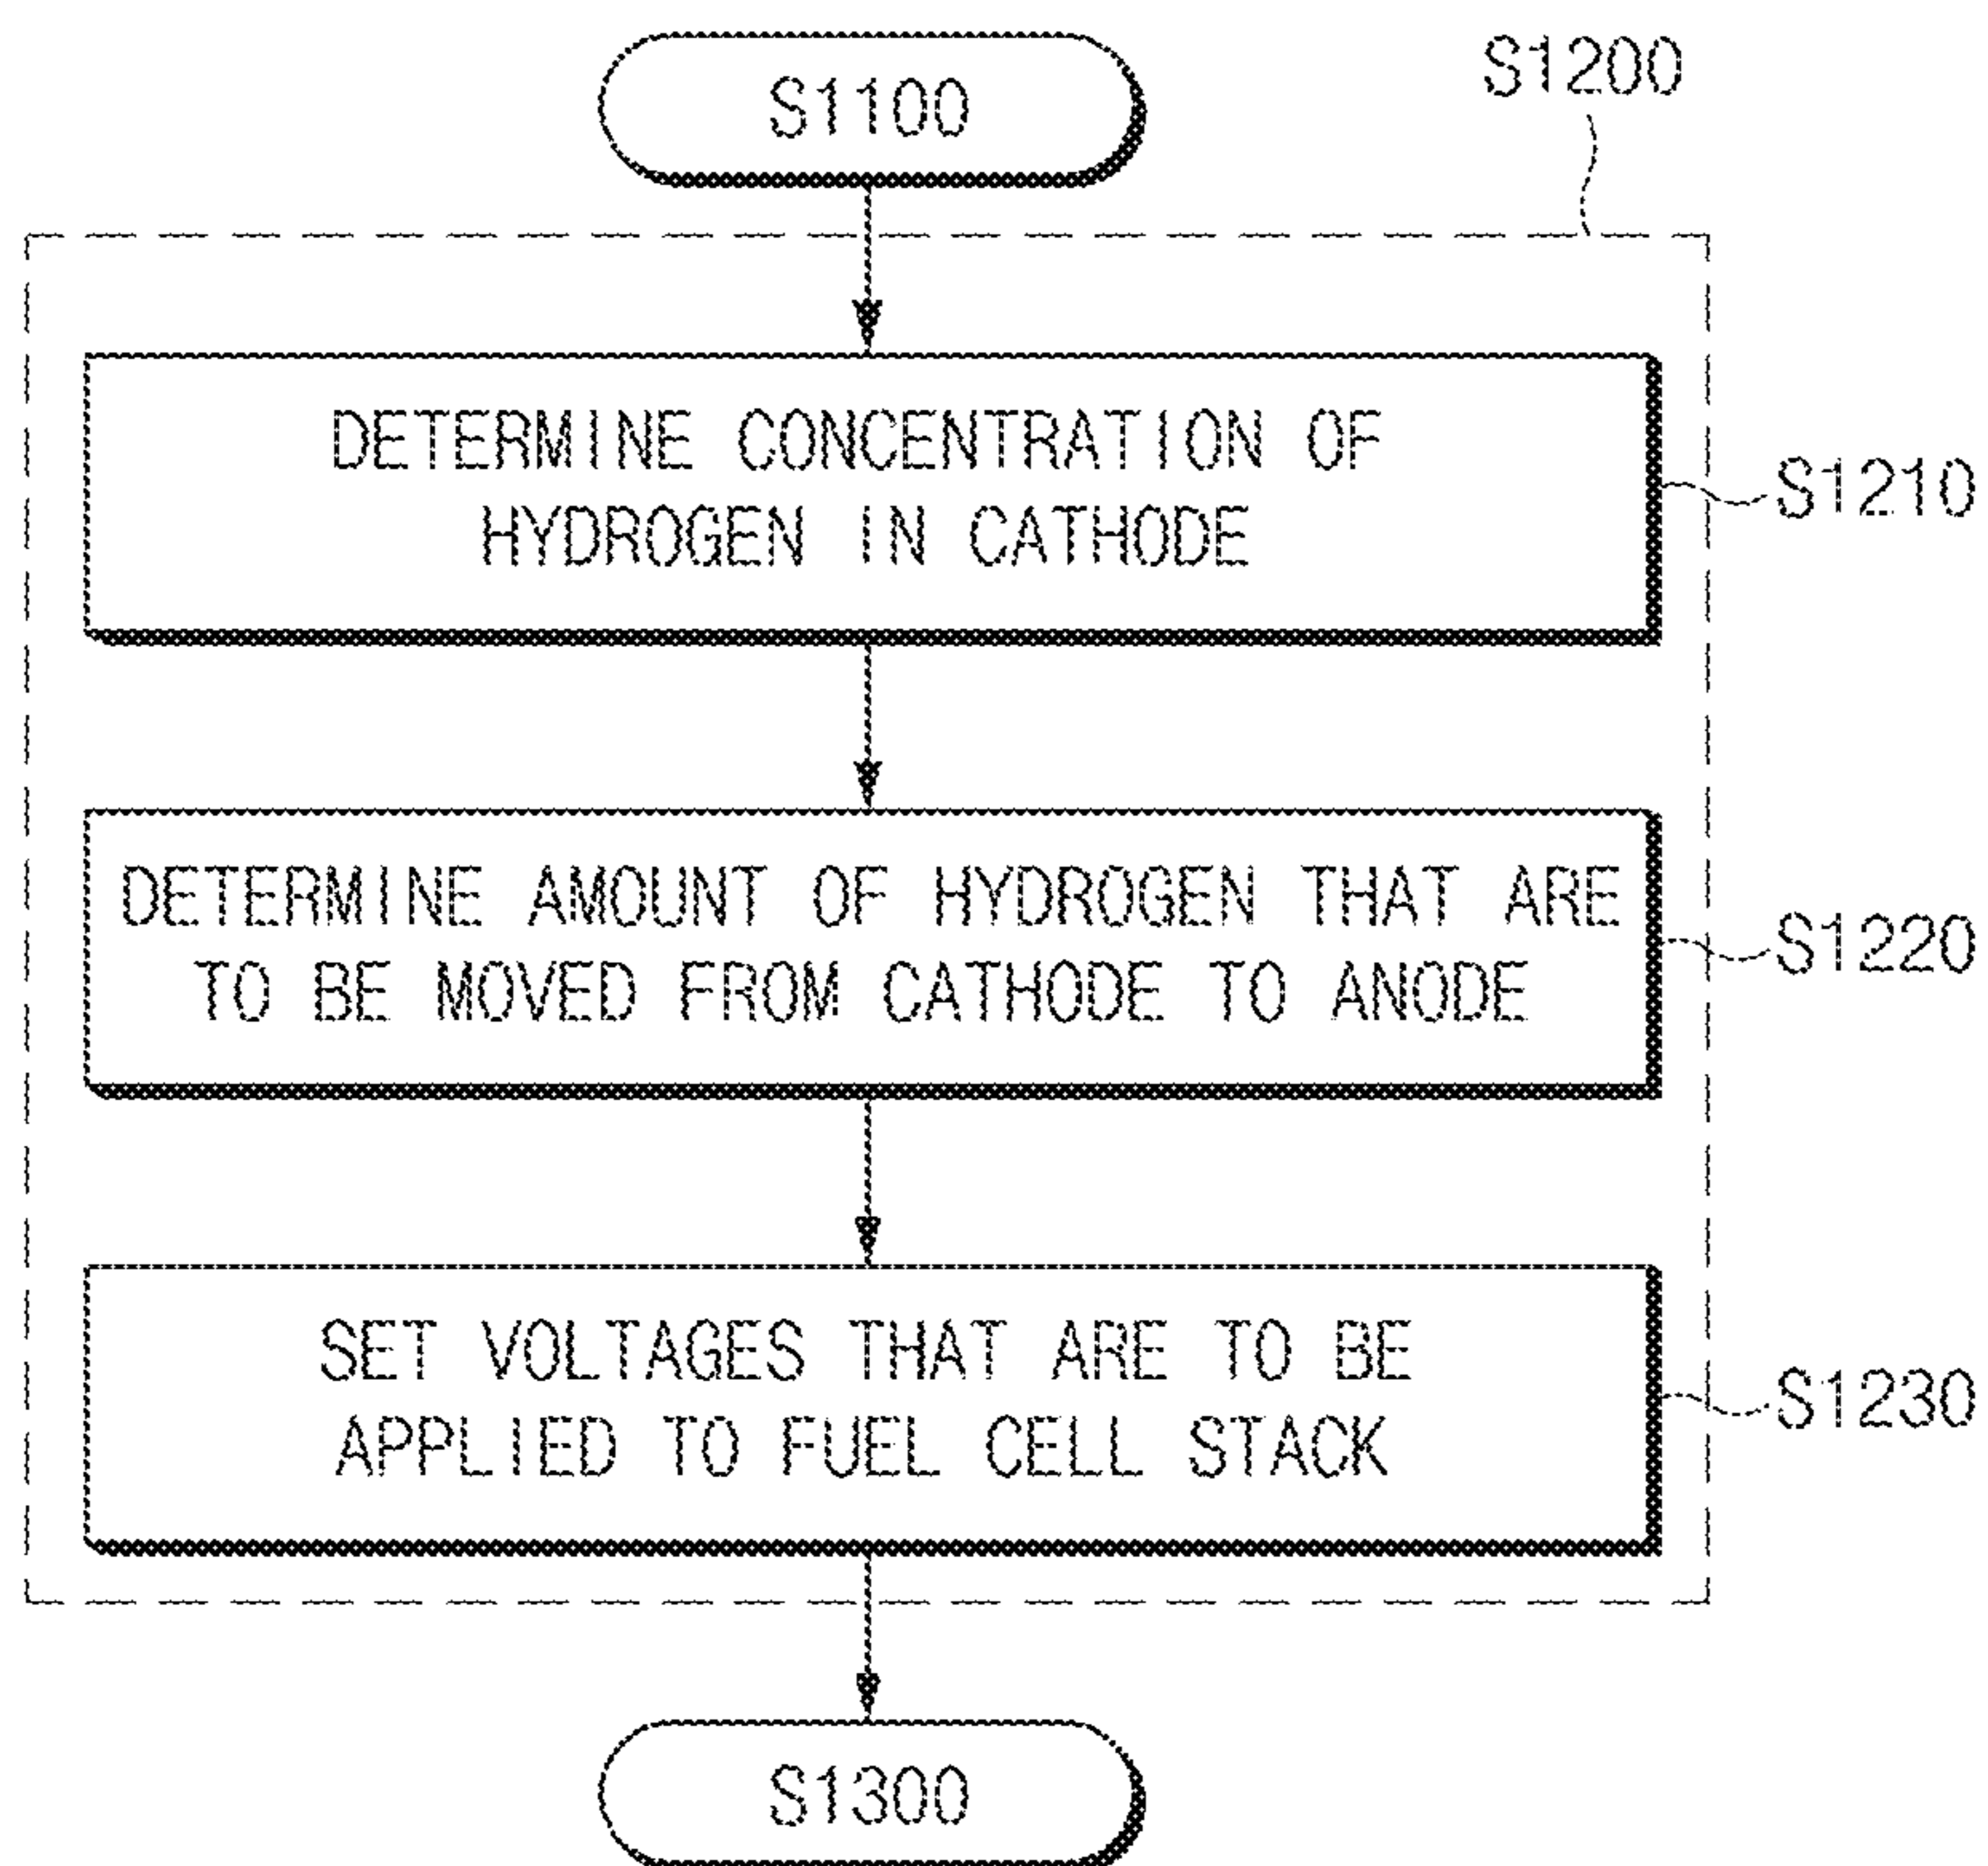 S1100
S1200
DETERMINE CONCENTRATION OF
HYDROGEN IN CATHODE
S1210
DETERMINE AMOUNT OF HYDROGEN THAT ARE
TO BE MOVED FROM CATHODE TO ANODE
S1220
SET VOLTAGES THAT ARE TO BE
APPLIED TO FUEL CELL STACK
S1230
S1300